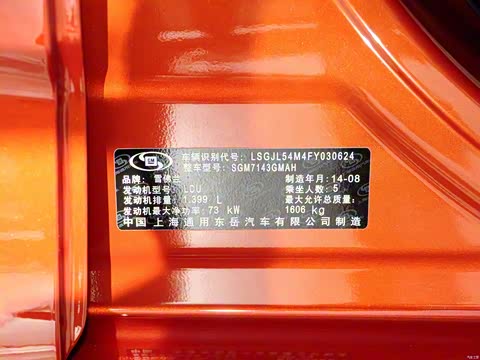 GM
车辆识别代号: LSGJL54M4FY030624
整车型号: SGM7143GMAH
品牌: 雪佛兰 制造年月: 14-08
发动机型号: LCU 乘坐人数: 5
发动机排量: 1.399 L 最大允许总质量:
发动机最大净功率: 73 kW 1606 kg
中国 上海通用东岳汽车有限公司制造